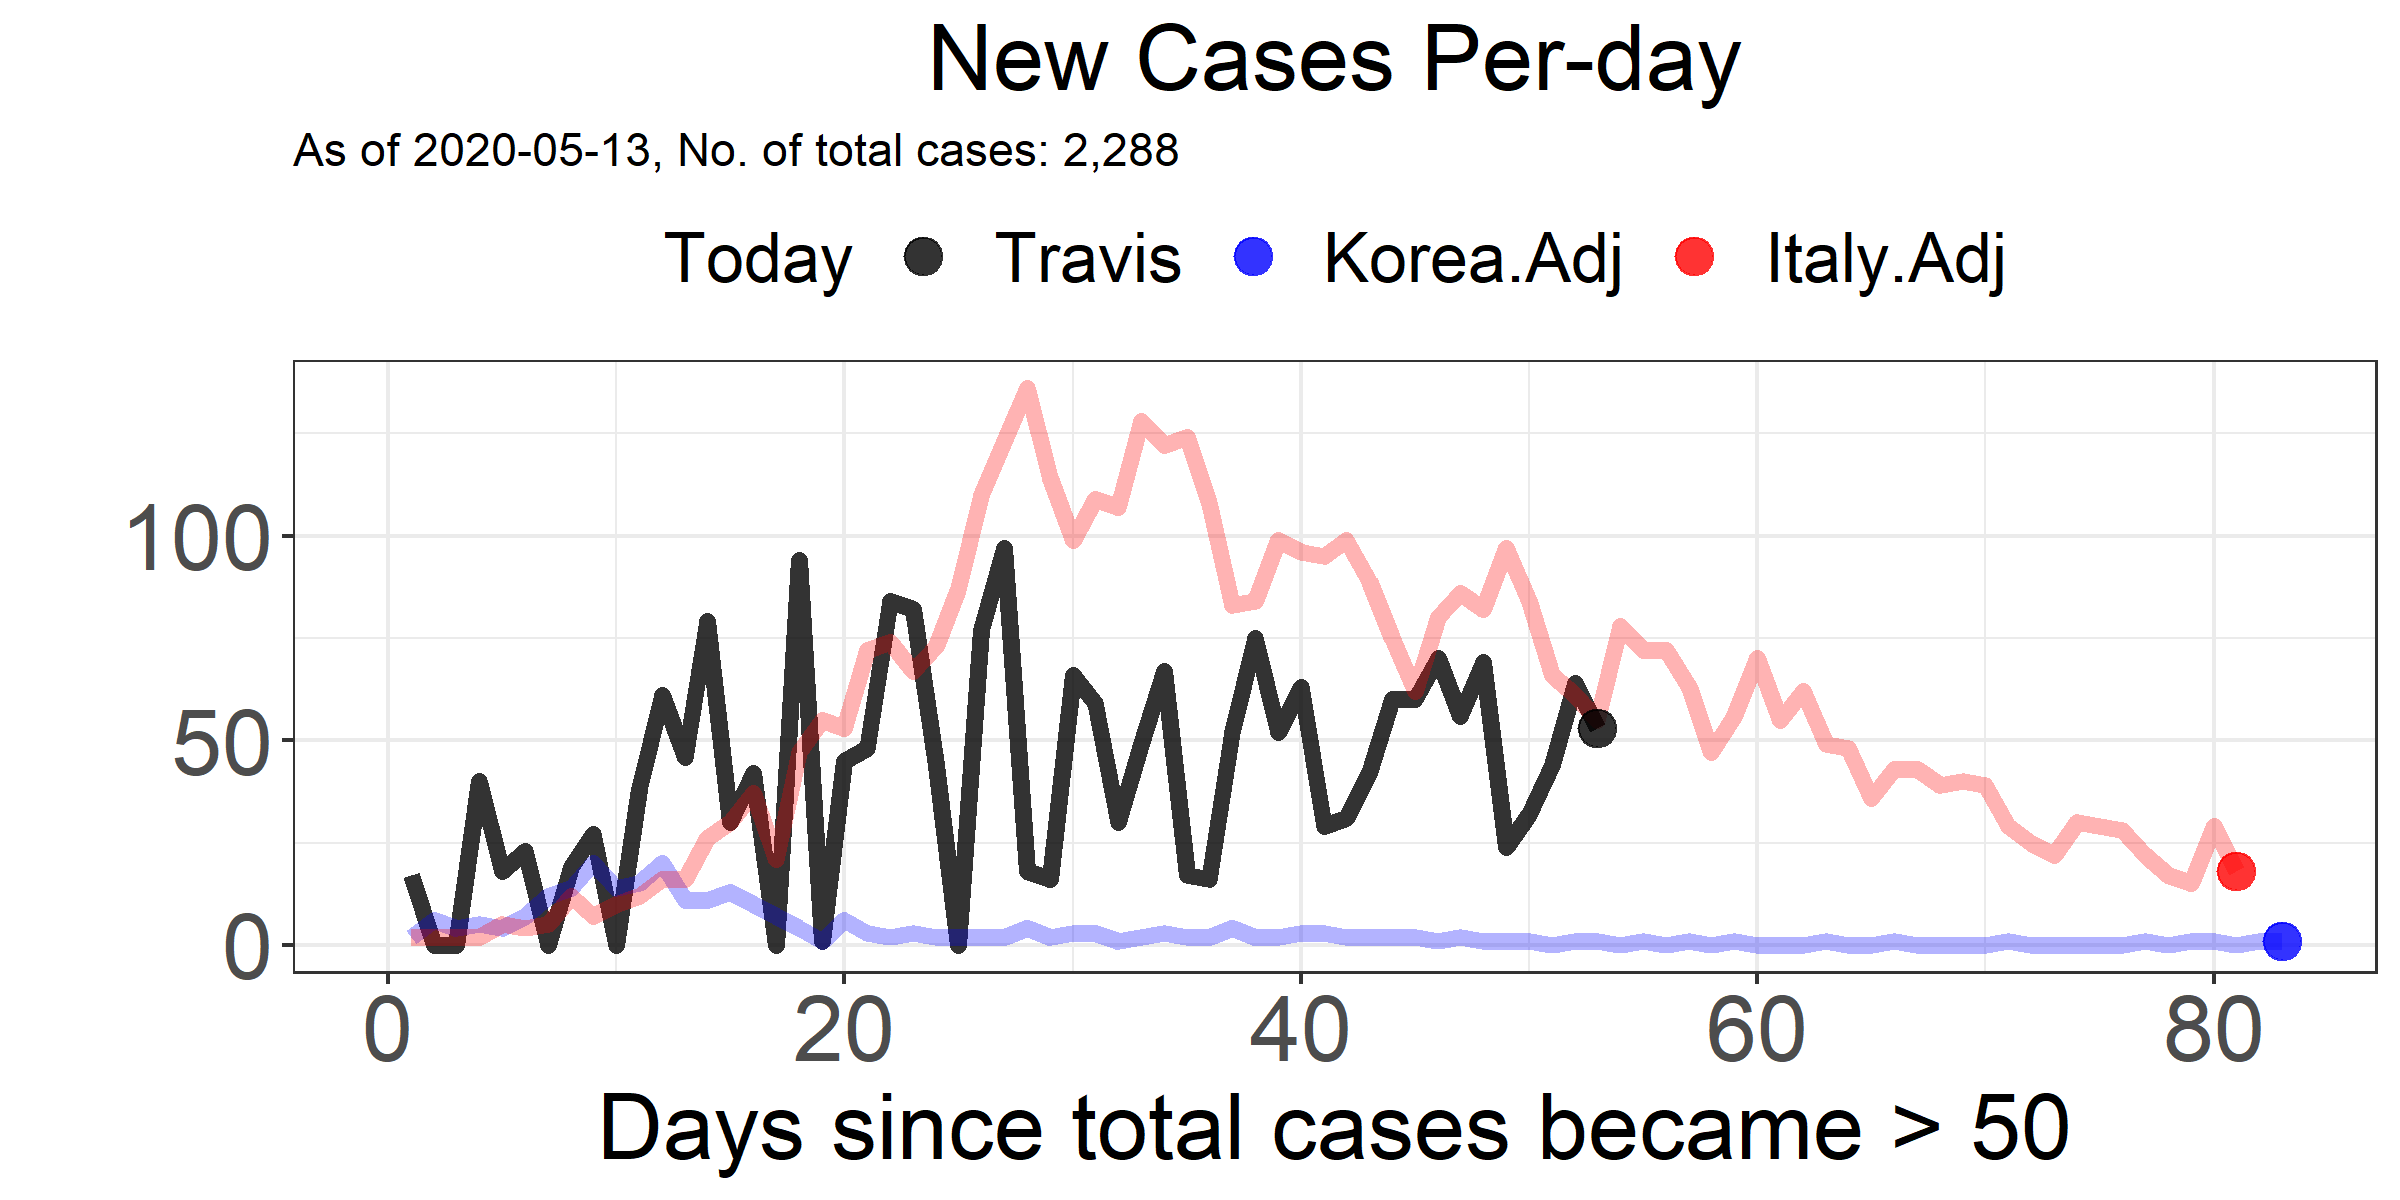 New Cases Per-day
As of 2020-05-13, No. of total cases: 2,288
Today Travis Korea.Adj Italy.Adj
100
50
0
0 20 40 60 80
Days since total cases became > 50